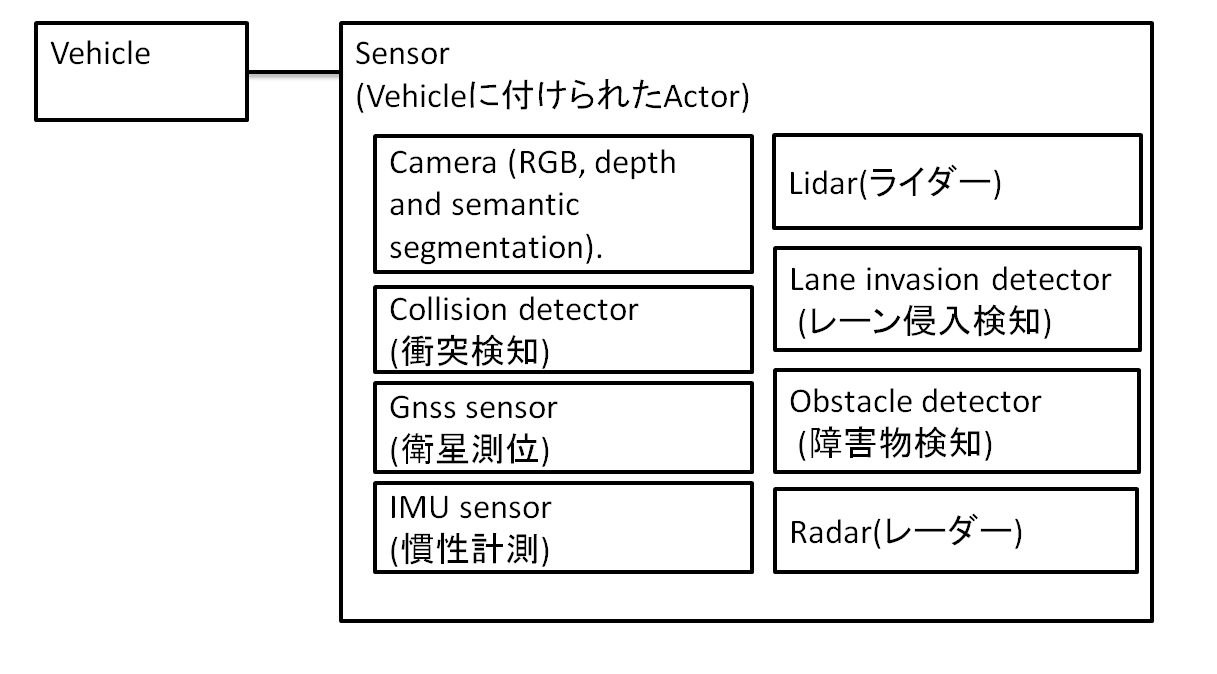 Vehicle
Sensor
(Vehicleに付けられたActor)
Camera (RGB, depth
and semantic
segmentation).
Collision detector
(衝突検知)
Gnss sensor
(衛星測位)
IMU sensor
(慣性計測)
Lidar(ライダー)
Lane invasion detector
(レーン侵入検知)
Obstacle detector
(障害物検知)
Radar(レーダー)